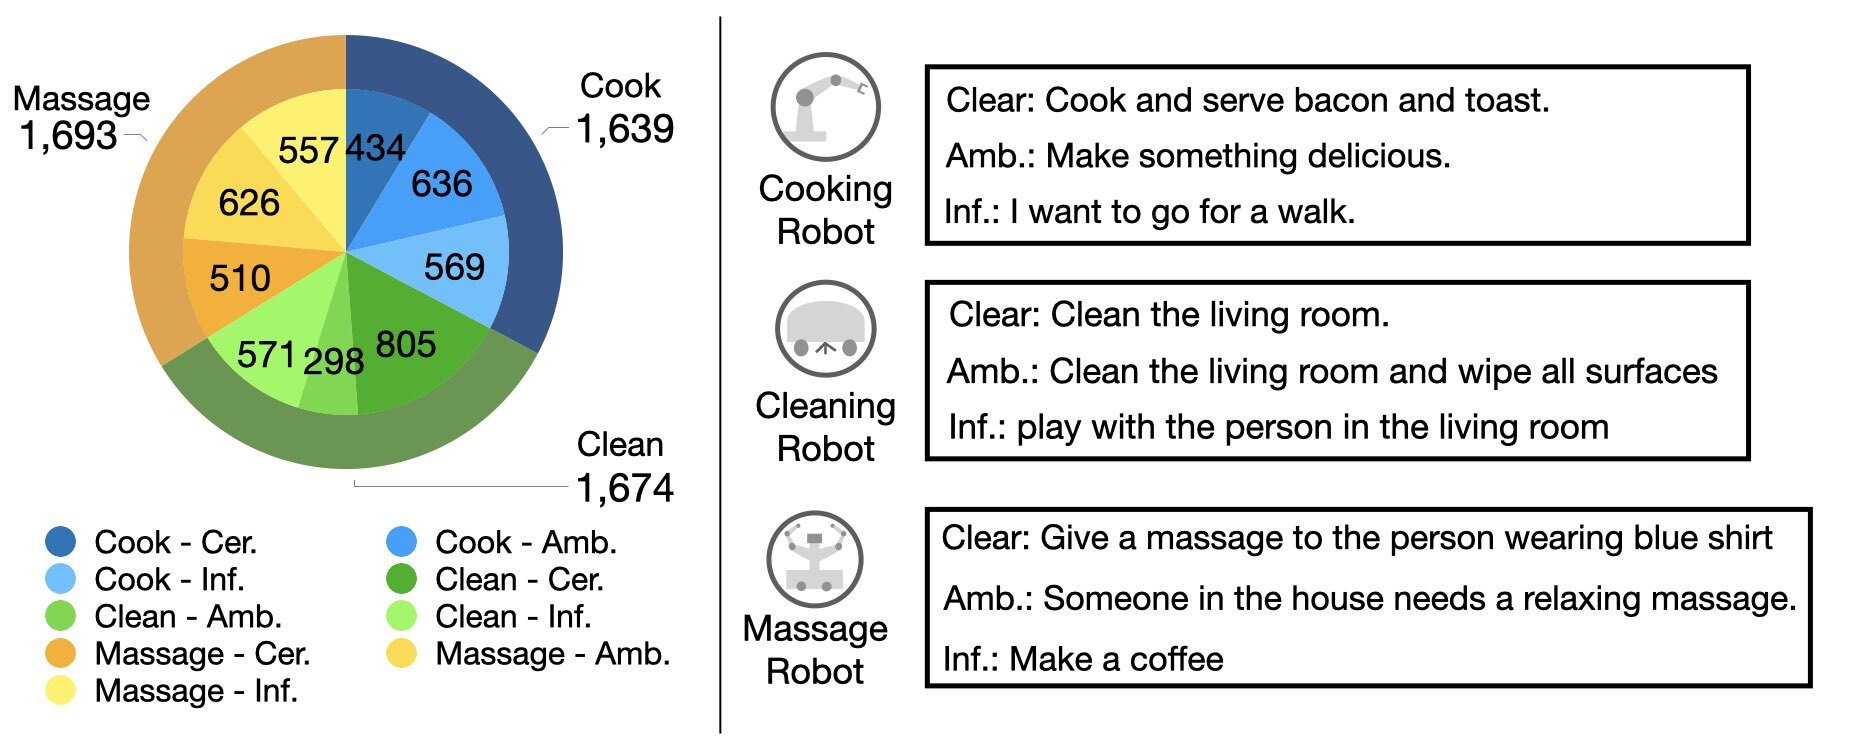 Massage
1,693
Cook
1,639
557
434
636
626
569
510
805
571
298
Clean
1,674
Cook - Cer.
Cook - Amb.
Cook - Inf.
Clean - Cer.
Clean - Amb.
Clean - Inf.
Massage - Cer.
Massage - Amb.
Massage - Inf.
Cooking
Robot
Clear: Cook and serve bacon and toast.
Amb.: Make something delicious.
Inf.: I want to go for a walk.
Cleaning
Robot
Clear: Clean the living room.
Amb.: Clean the living room and wipe all surfaces
Inf.: play with the person in the living room
Massage
Robot
Clear: Give a massage to the person wearing blue shirt
Amb.: Someone in the house needs a relaxing massage.
Inf.: Make a coffee